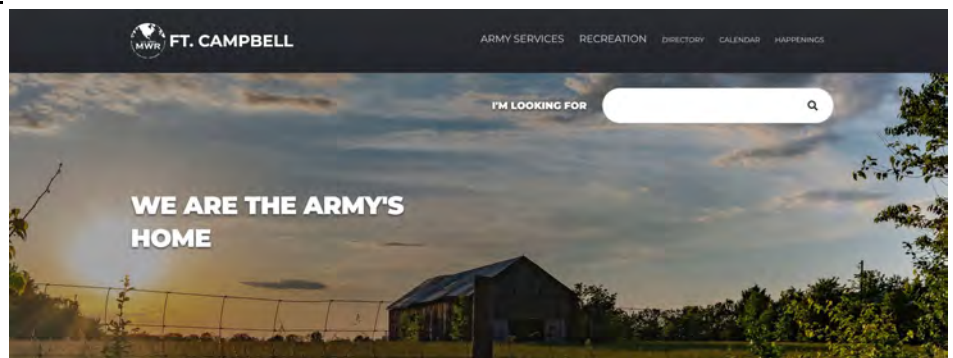 MWR
FT. CAMPBELL
ARMY SERVICES RECREATION DIRECTORY CALENDAR HAPPENINGS
I'M LOOKING FOR
WE ARE THE ARMY'S
HOME